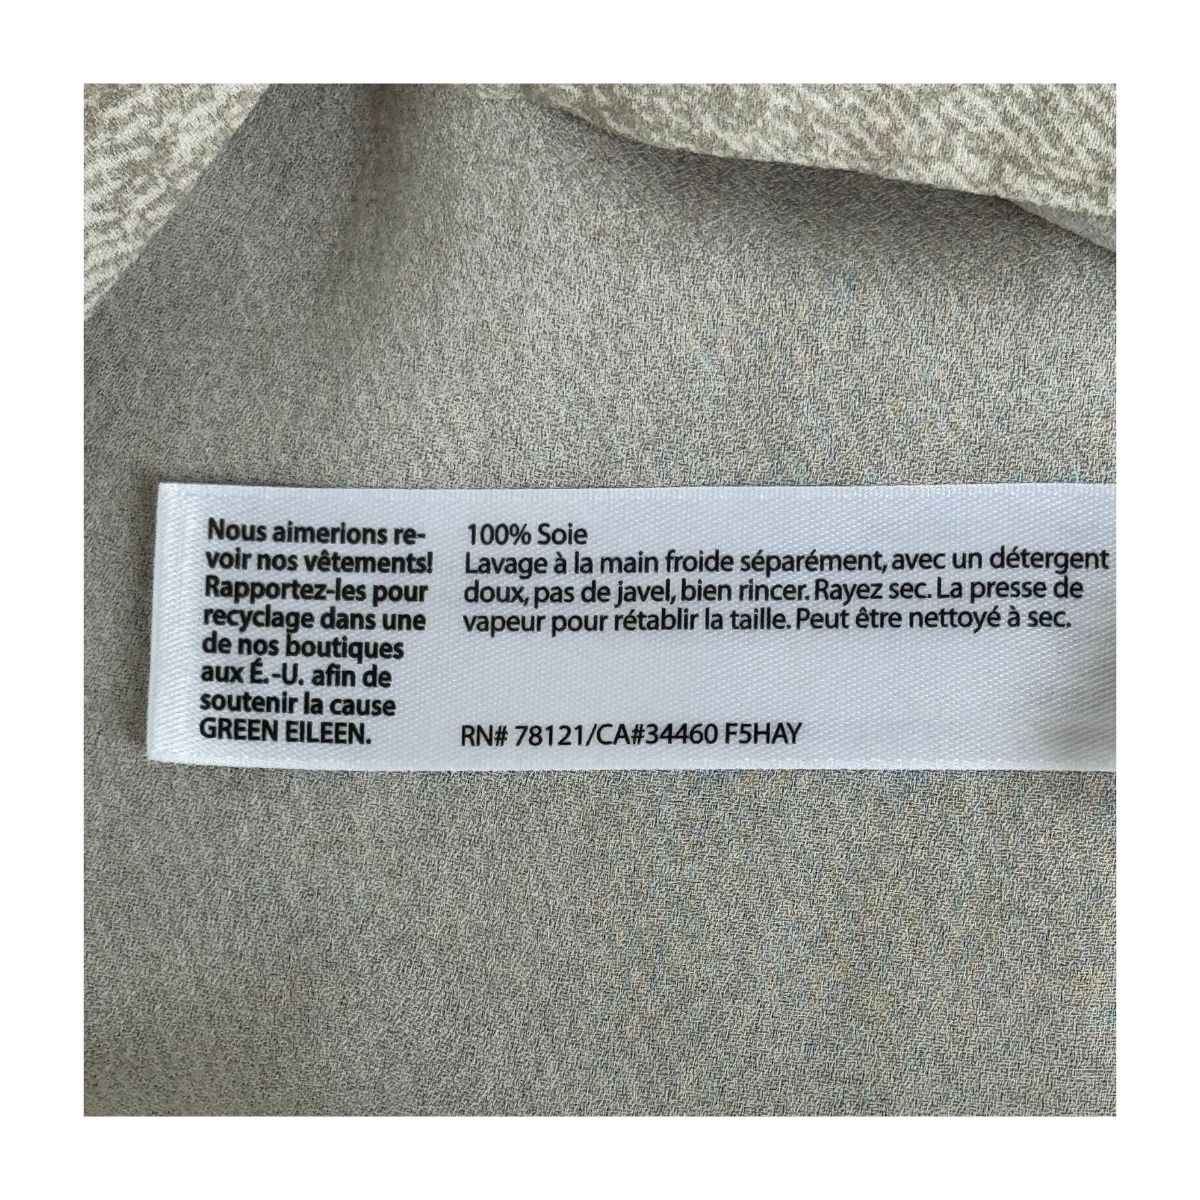 Nous aimerions re-
voir nos vêtements!
Rapportez-les pour
recyclage dans une
de nos boutiques
aux É.-U. afin de
soutenir la cause
GREEN EILEEN.
100% Soie
Lavage à la main froide séparément, avec un détergent
doux, pas de javel, bien rincer. Rayez sec. La presse de
vapeur pour rétablir la taille. Peut être nettoyé à sec.
RN# 78121/CA#34460 F5HAY